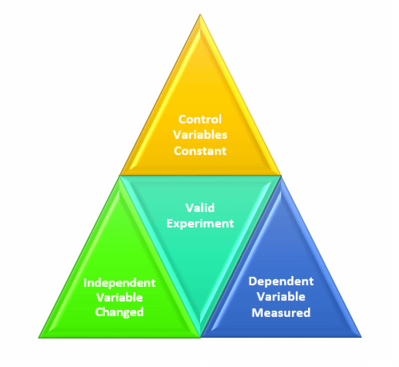 Control
Variables
Constant
Valid
Experiment
Independent
Variable
Changed
Dependent
Variable
Measured